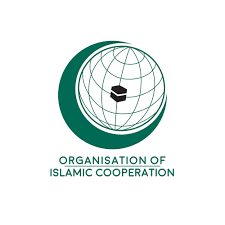 ORGANISATION OF
ISLAMIC COOPERATION